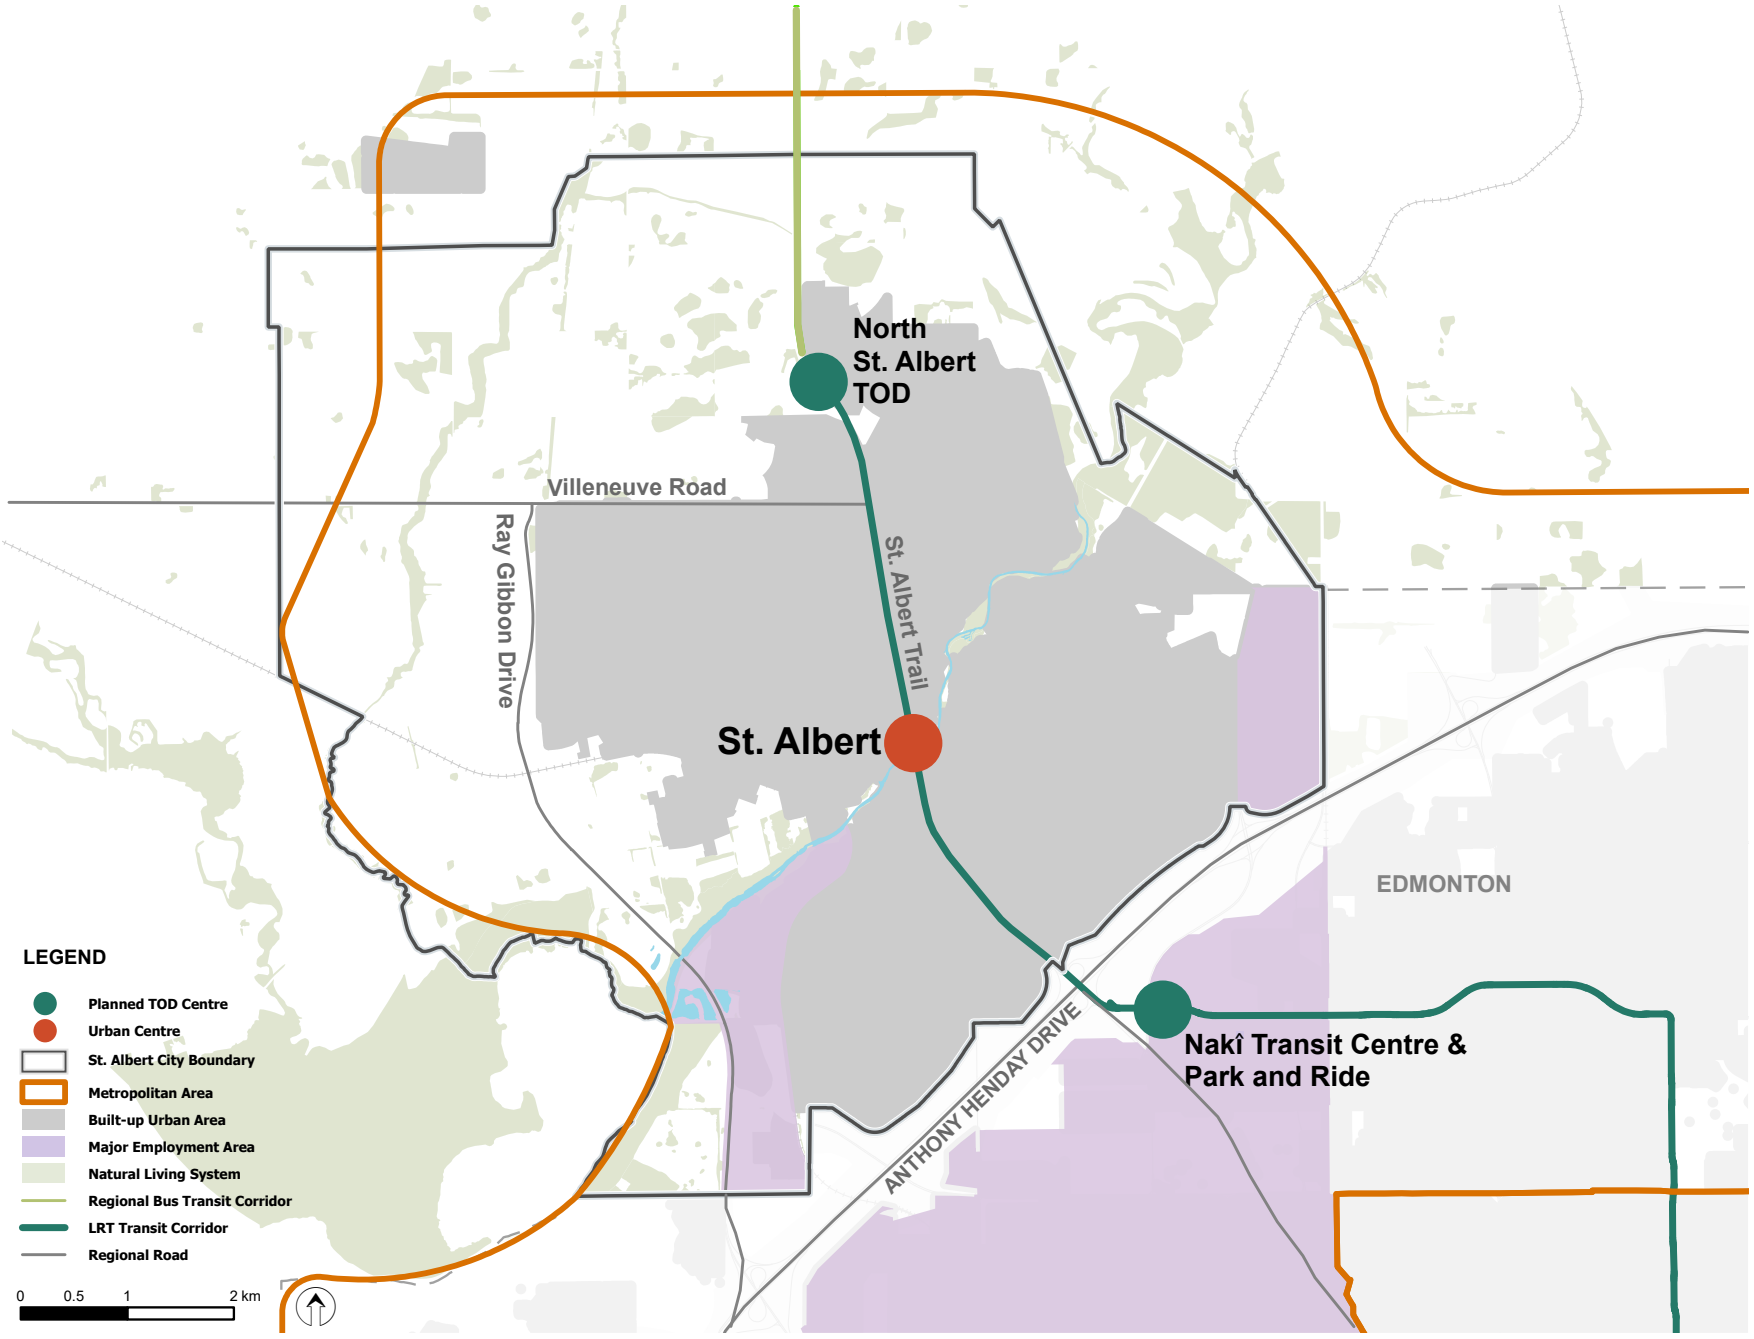 North
St. Albert
TOD
Villeneuve Road
Ray Gibbon Drive
St. Albert Trail
St. Albert
EDMONTON
Nakî Transit Centre &
Park and Ride
ANTHONY HENDAY DRIVE
LEGEND
Planned TOD Centre
Urban Centre
St. Albert City Boundary
Metropolitan Area
Built-up Urban Area
Major Employment Area
Natural Living System
Regional Bus Transit Corridor
LRT Transit Corridor
Regional Road
0 0.5 1 2 km